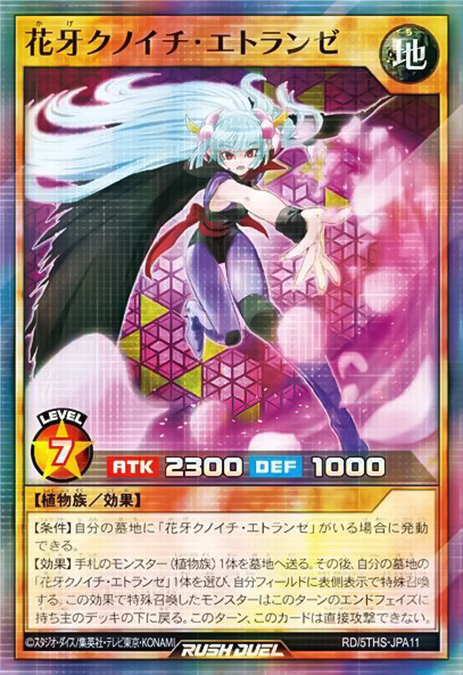 花牙クノイチ・エトランゼ
かげ
ち
地
LEVEL
7
ATK 2300 DEF 1000
【植物族／効果】
【条件】自分の墓地に「花牙クノイチ・エトランゼ」がいる場合に発動
できる。
【効果】手札のモンスター（植物族）1体を墓地へ送る。その後、自分の墓地の
「花牙クノイチ・エトランゼ」1体を選び、自分フィールドに表側表示で特殊召喚
する。この効果で特殊召喚したモンスターはこのターンのエンドフェイズに
持ち主のデッキの下に戻る。このターン、このカードは直接攻撃できない。
©スタジオ・ダイス/集英社・テレビ東京・KONAMI
RUSH DUEL
RD/5THS-JPA11